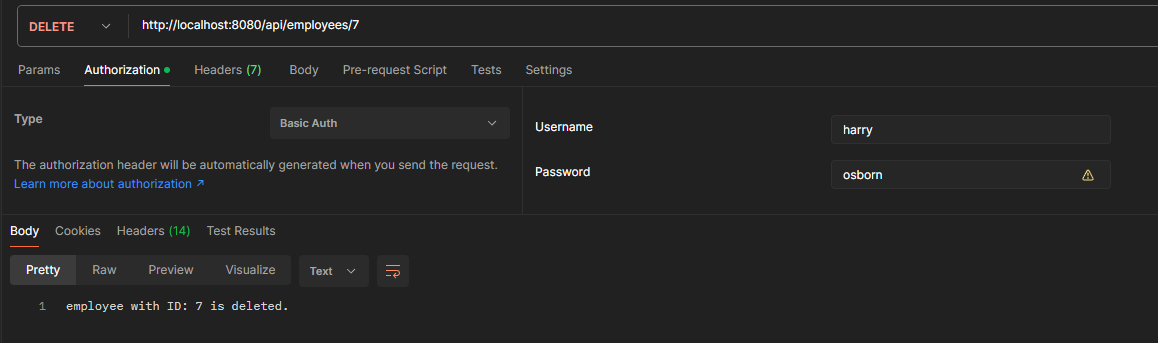 DELETE http://localhost:8080/api/employees/7
Params Authorization Headers (7) Body Pre-request Script Tests Settings
Type Basic Auth
The authorization header will be automatically generated when you send the request.
Learn more about authorization ↗
Username harry
Password osborn
Body Cookies Headers (14) Test Results
Pretty Raw Preview Visualize Text
1 employee with ID: 7 is deleted.